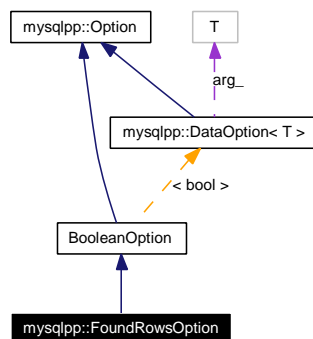 mysqlpp::Option
T
arg_
mysqlpp::DataOption< T >
< bool >
BooleanOption
mysqlpp::FoundRowsOption